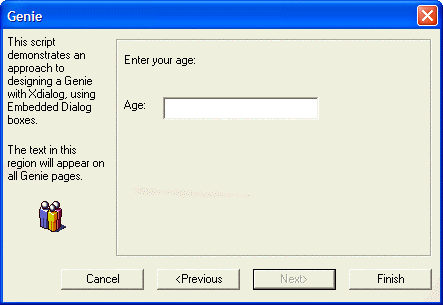 Genie
This script
demonstrates an
approach to
designing a Genie
with Xdialog, using
Embedded Dialog
boxes.
The text in this
region will appear on
all Genie pages.
Enter your age:
Age:
Cancel
<Previous
Next>
Finish